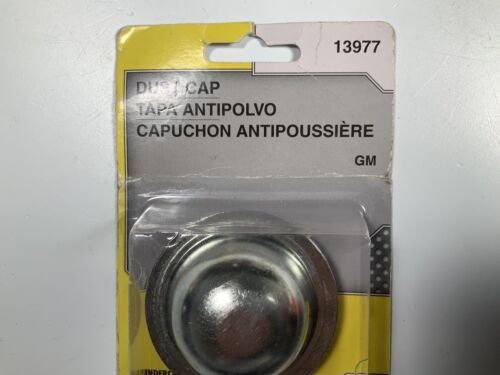 13977
DUST CAP
TAPA ANTIPOLVO
CAPUCHON ANTIPOUSSIÈRE
GM